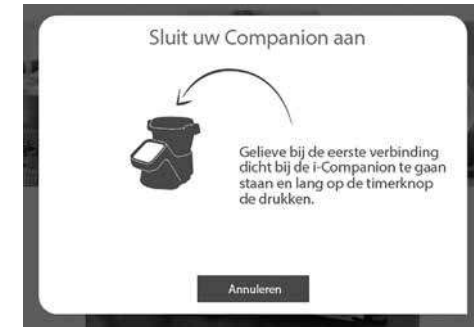 Sluit uw Companion aan
Gelieve bij de eerste verbinding
dicht bij de i-Companion te gaan
staan en lang op de timerknop
de drukken.
Annuleren